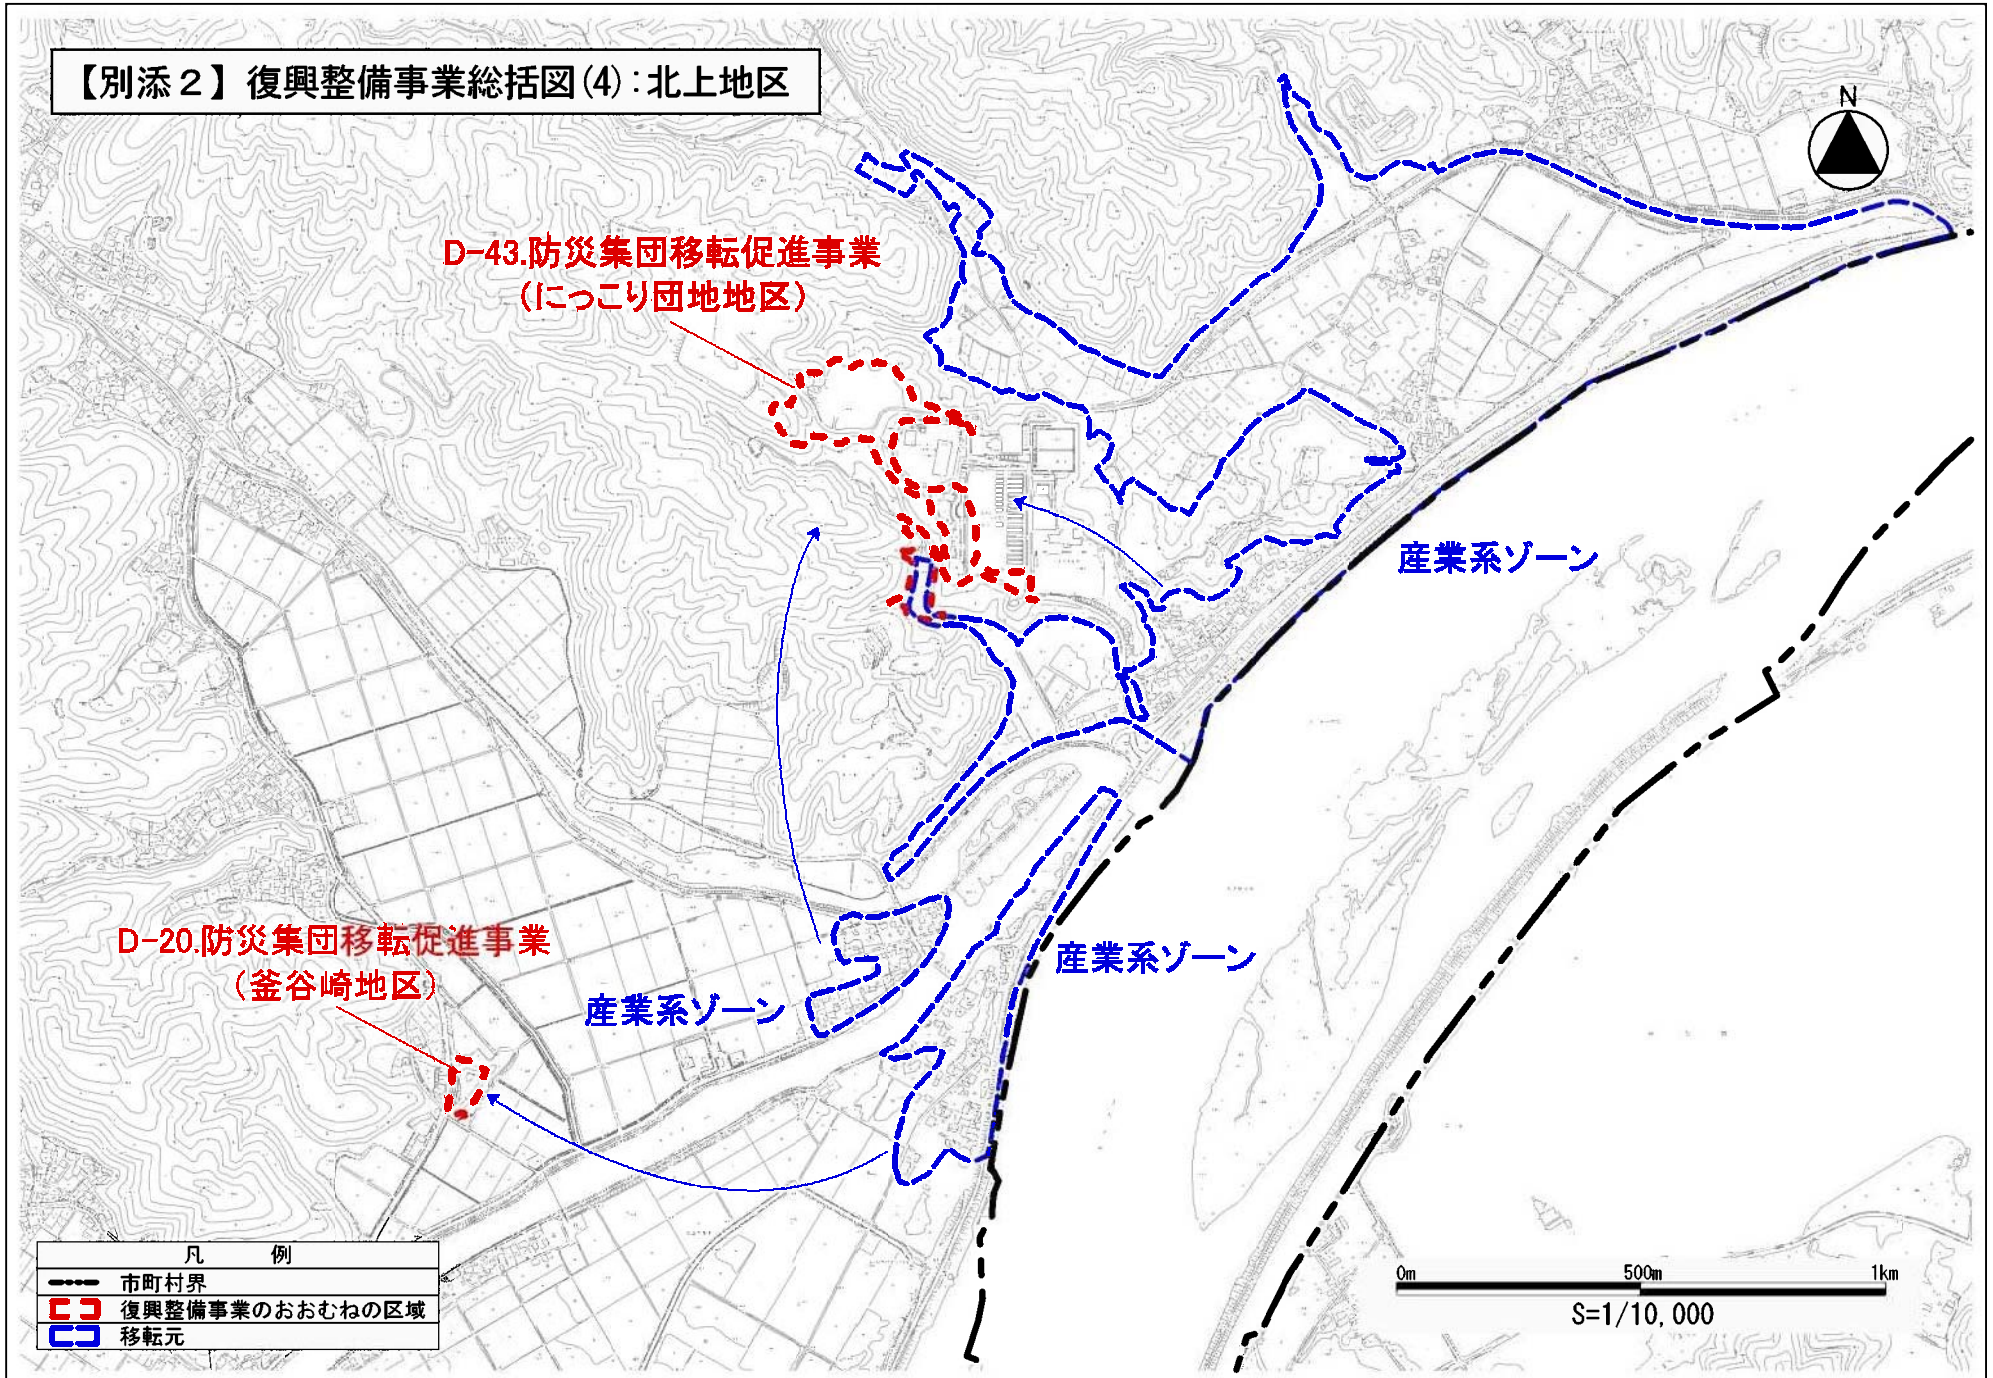 【別添２】復興整備事業総括図(4):北上地区
N
D-43.防災集団移転促進事業
(にっこり団地地区)
産業系ゾーン
D-20.防災集団移転促進事業
(釜谷崎地区)
産業系ゾーン
産業系ゾーン
凡　例
市町村界
復興整備事業のおおむねの区域
移転元
0m 500m 1km
S=1/10,000